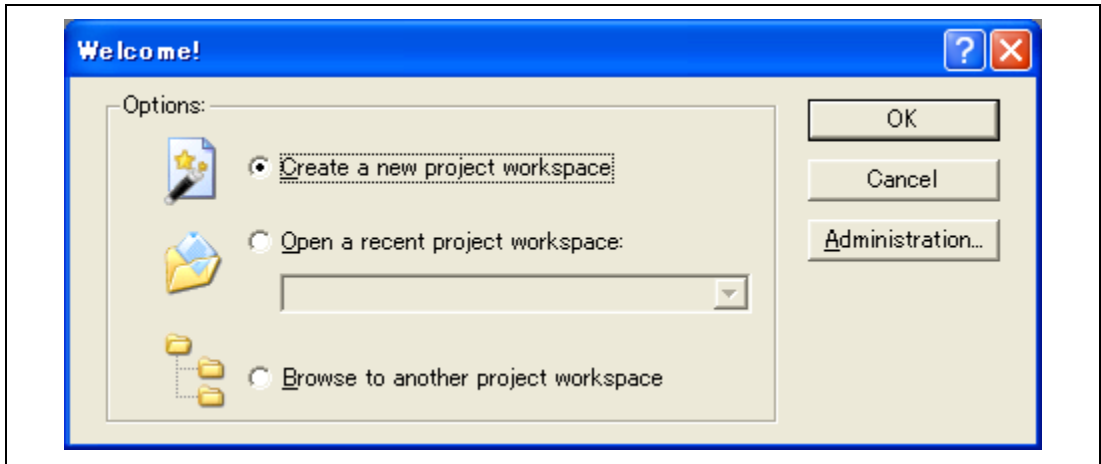 Welcome!
Options:
Create a new project workspace
Open a recent project workspace:
Browse to another project workspace
OK
Cancel
Administration...